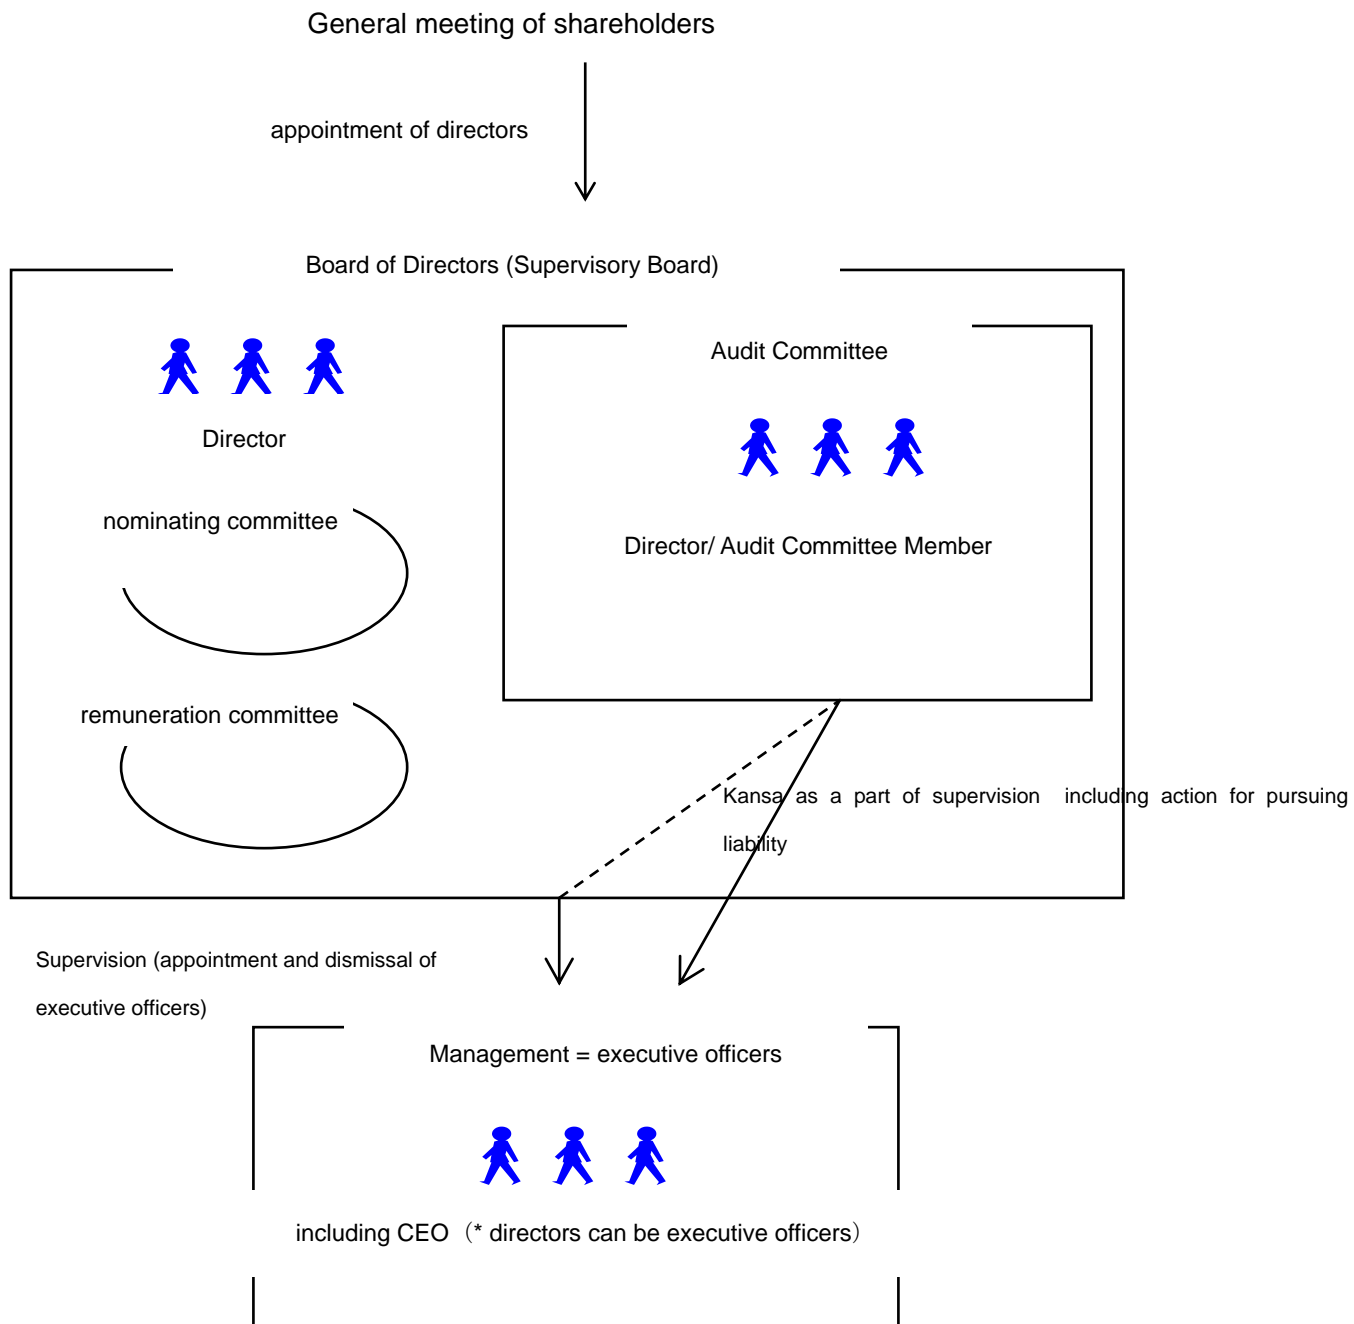 General meeting of shareholders
appointment of directors
Board of Directors (Supervisory Board)
Audit Committee
Director
nominating committee
Director/ Audit Committee Member
remuneration committee
Kansa as a part of supervision including action for pursuing
liability
Supervision (appointment and dismissal of
executive officers)
Management = executive officers
including CEO（* directors can be executive officers）